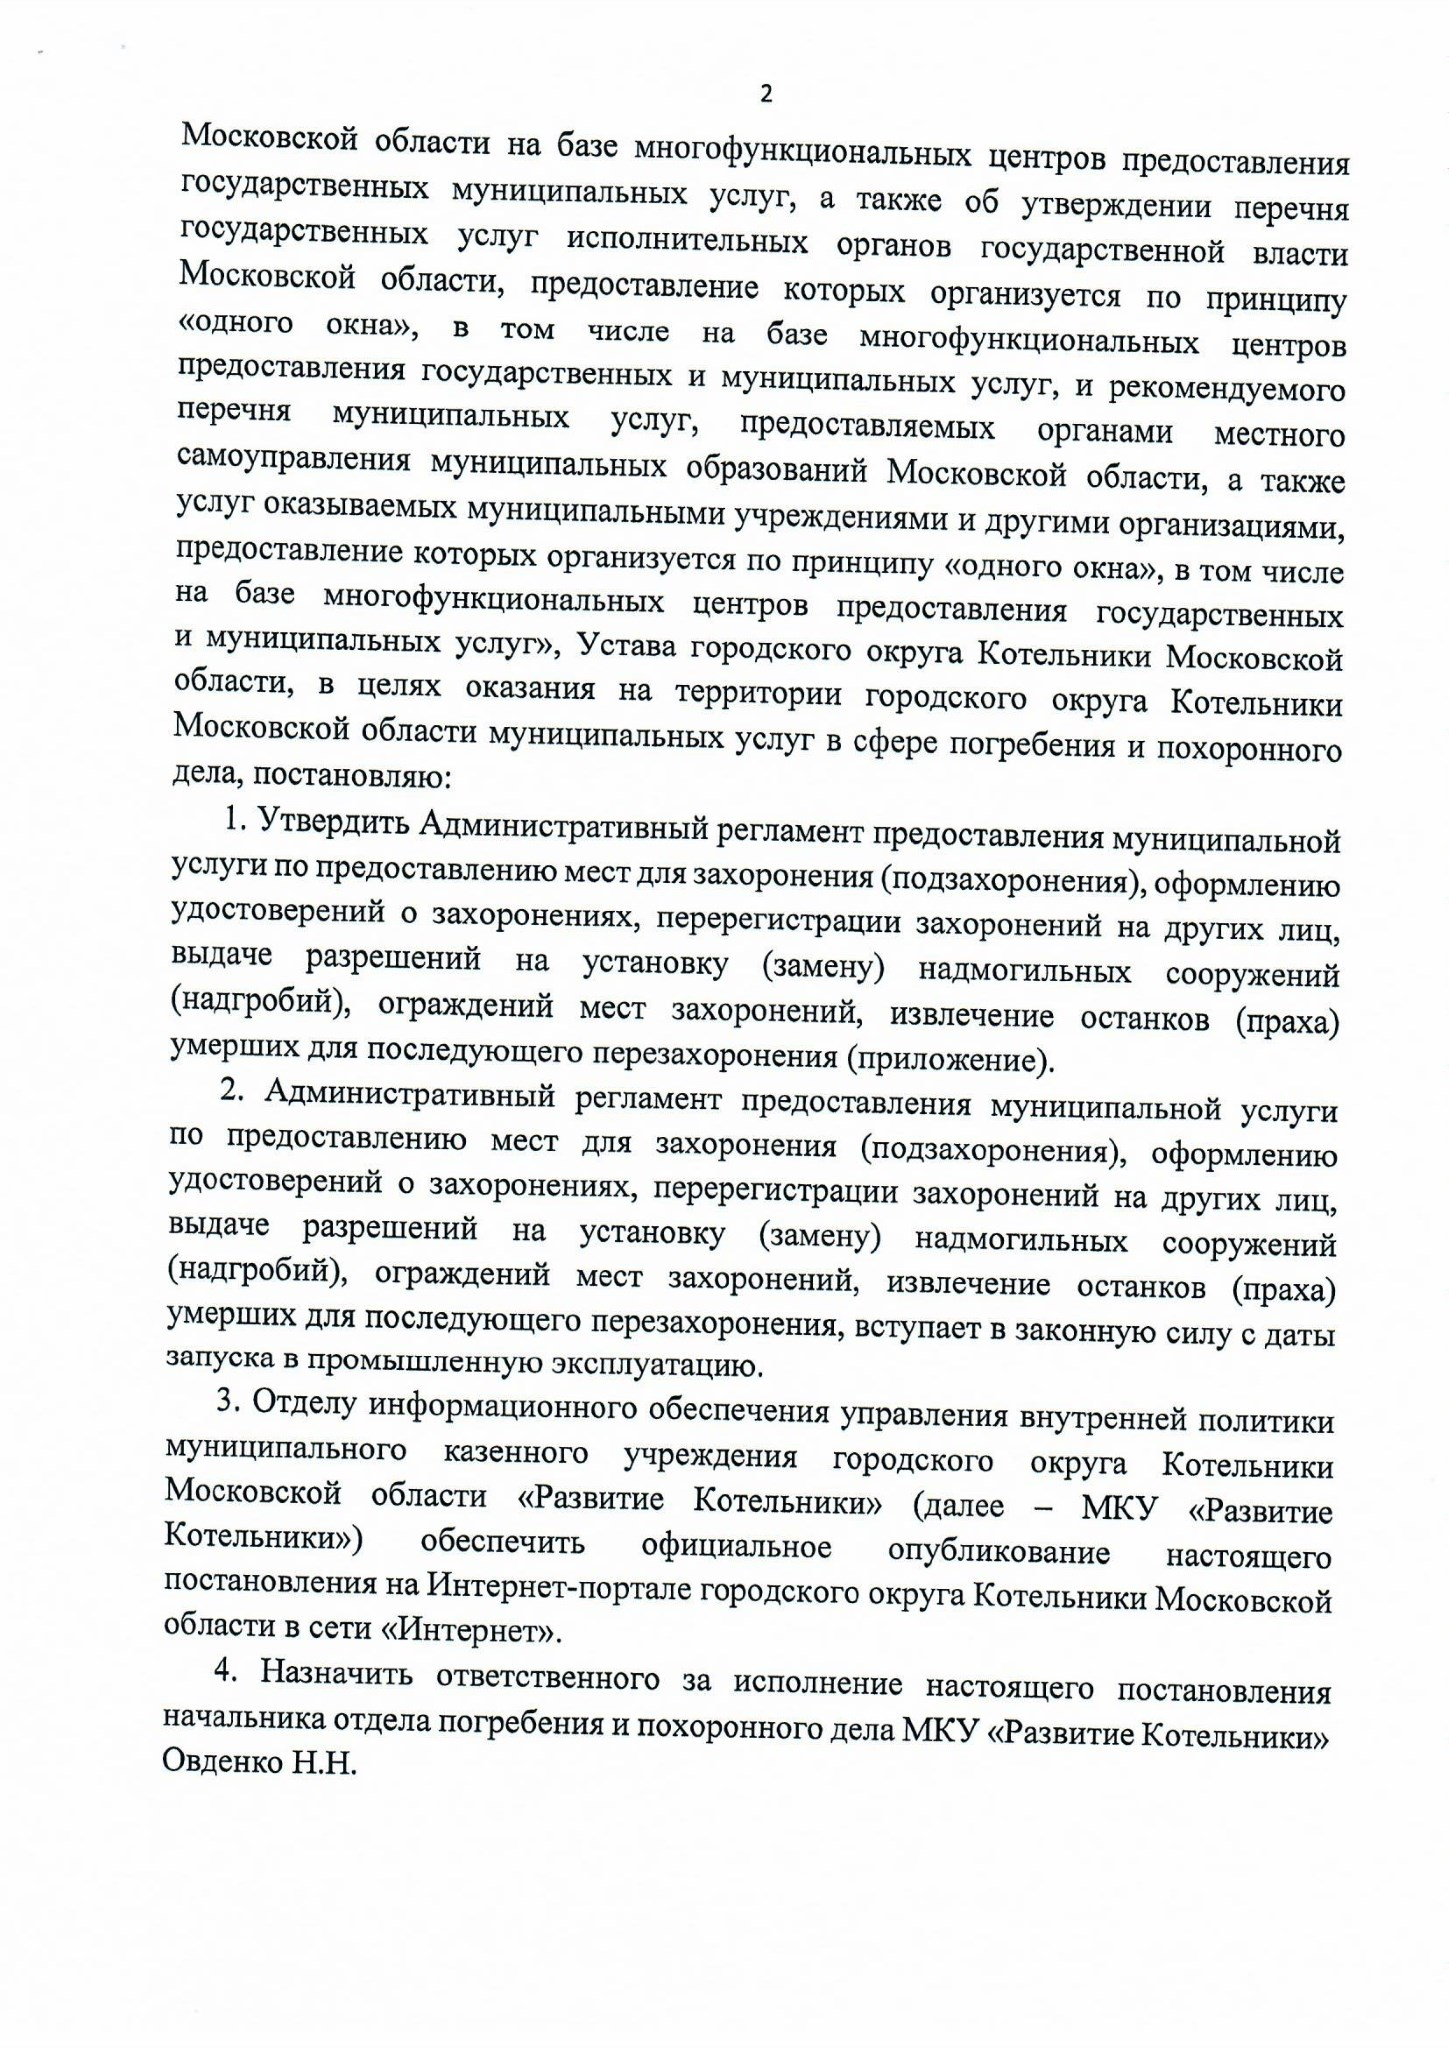 2
Московской области на базе многофункциональных центров предоставления
государственных муниципальных услуг, а также об утверждении перечня
государственных услуг исполнительных органов государственной власти
Московской области, предоставление которых организуется по принципу
«одного окна», в том числе на базе многофункциональных центров
предоставления государственных и муниципальных услуг, и рекомендуемого
перечня муниципальных услуг, предоставляемых органами местного
самоуправления муниципальных образований Московской области, а также
услуг оказываемых муниципальными учреждениями и другими организациями,
предоставление которых организуется по принципу «одного окна», в том числе
на базе многофункциональных центров предоставления государственных
и муниципальных услуг», Устава городского округа Котельники Московской
области, в целях оказания на территории городского округа Котельники
Московской области муниципальных услуг в сфере погребения и похоронного
дела, постановляю:
1. Утвердить Административный регламент предоставления муниципальной
услуги по предоставлению мест для захоронения (подзахоронения), оформлению
удостоверений о захоронениях, перерегистрации захоронений на других лиц,
выдаче разрешений на установку (замену) надмогильных сооружений
(надгробий), ограждений мест захоронений, извлечение останков (праха)
умерших для последующего перезахоронения (приложение).
2. Административный регламент предоставления муниципальной услуги
по предоставлению мест для захоронения (подзахоронения), оформлению
удостоверений о захоронениях, перерегистрации захоронений на других лиц,
выдаче разрешений на установку (замену) надмогильных сооружений
(надгробий), ограждений мест захоронений, извлечение останков (праха)
умерших для последующего перезахоронения, вступает в законную силу с даты
запуска в промышленную эксплуатацию.
3. Отделу информационного обеспечения управления внутренней политики
муниципального казенного учреждения городского округа Котельники
Московской области «Развитие Котельники» (далее – МКУ «Развитие
Котельники») обеспечить официальное опубликование настоящего
постановления на Интернет-портале городского округа Котельники Московской
области в сети «Интернет».
4. Назначить ответственного за исполнение настоящего постановления
начальника отдела погребения и похоронного дела МКУ «Развитие Котельники»
Овденко Н.Н.